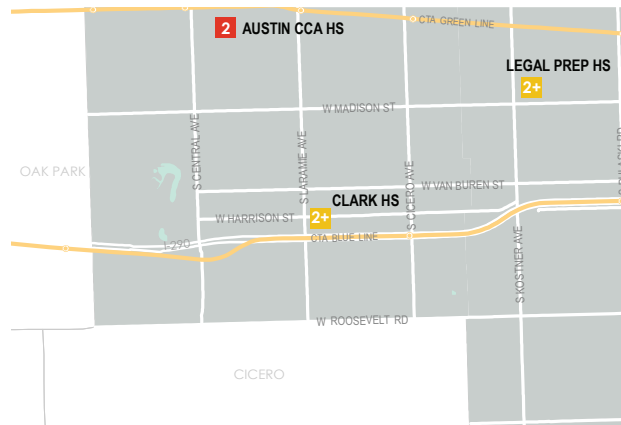 CTA GREEN LINE
2 AUSTIN CCA HS
LEGAL PREP HS
2+
W MADISON ST
S CENTRAL AVE
S LARAMIE AVE
OAK PARK
W VAN BUREN ST
CLARK HS
S CICERO AVE
W HARRISON ST
2+
I-290
CTA BLUE LINE
S KOSTNER AVE
W ROOSEVELT RD
CICERO